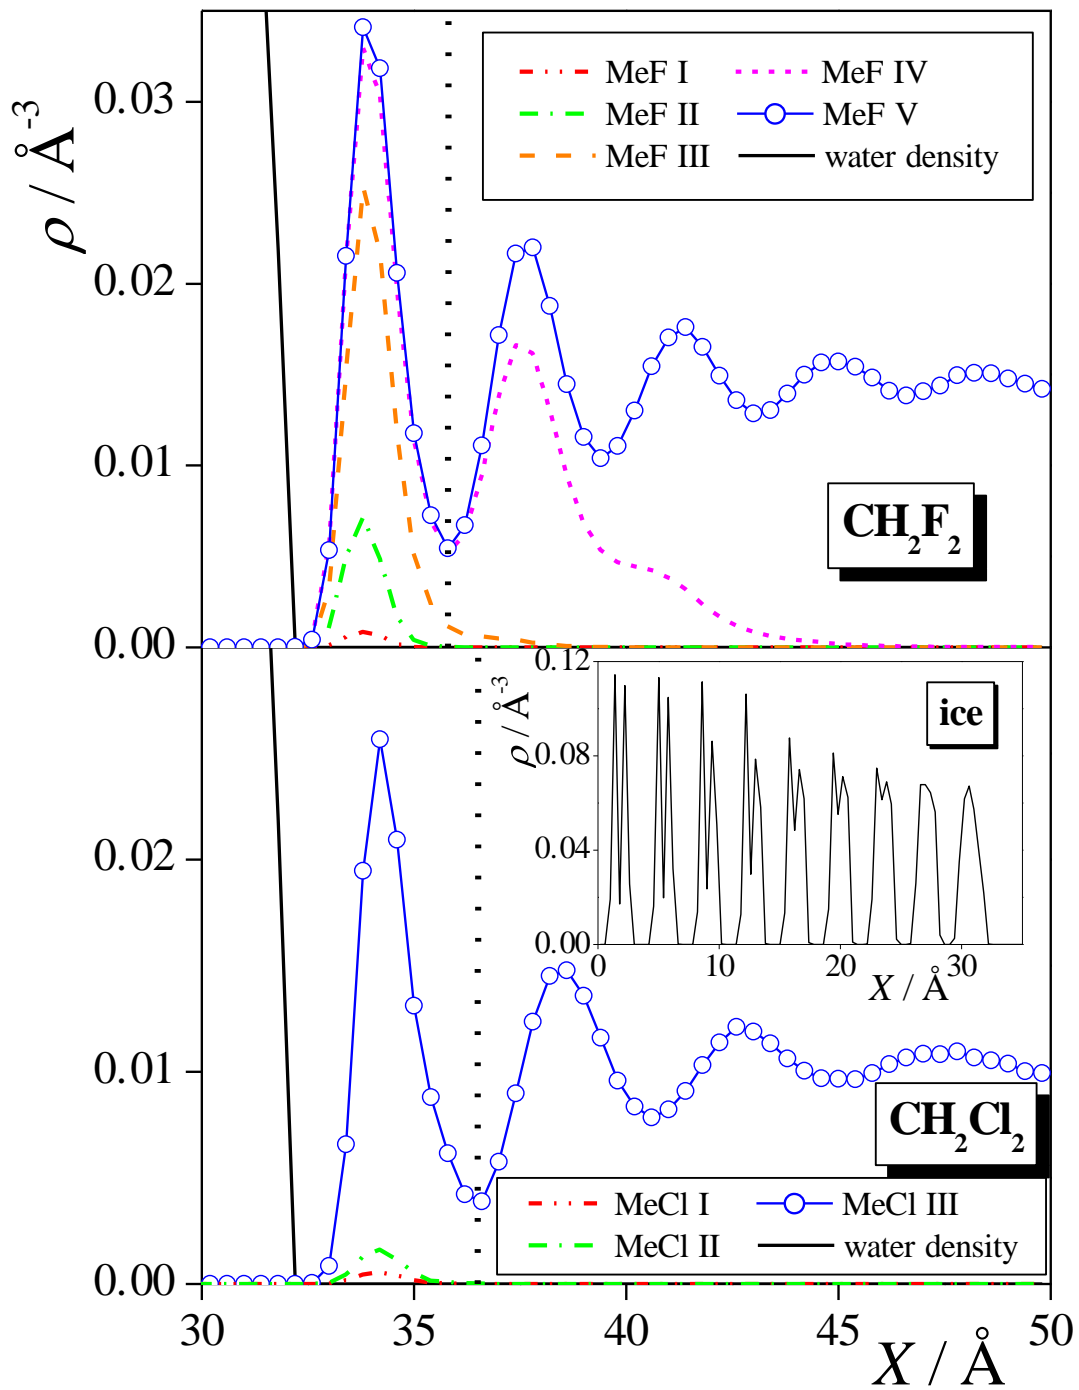 MeF I
MeF IV
MeF II
MeF V
MeF III
water density
ρ / Å⁻³
0.03
0.02
0.01
0.00
CH₂F₂
ρ / Å⁻³
0.12
0.08
0.04
0.00
ice
0 10 20 30
X / Å
0.02
0.01
0.00
CH₂Cl₂
MeCl I
MeCl III
MeCl II
water density
30 35 40 45 50
X / Å